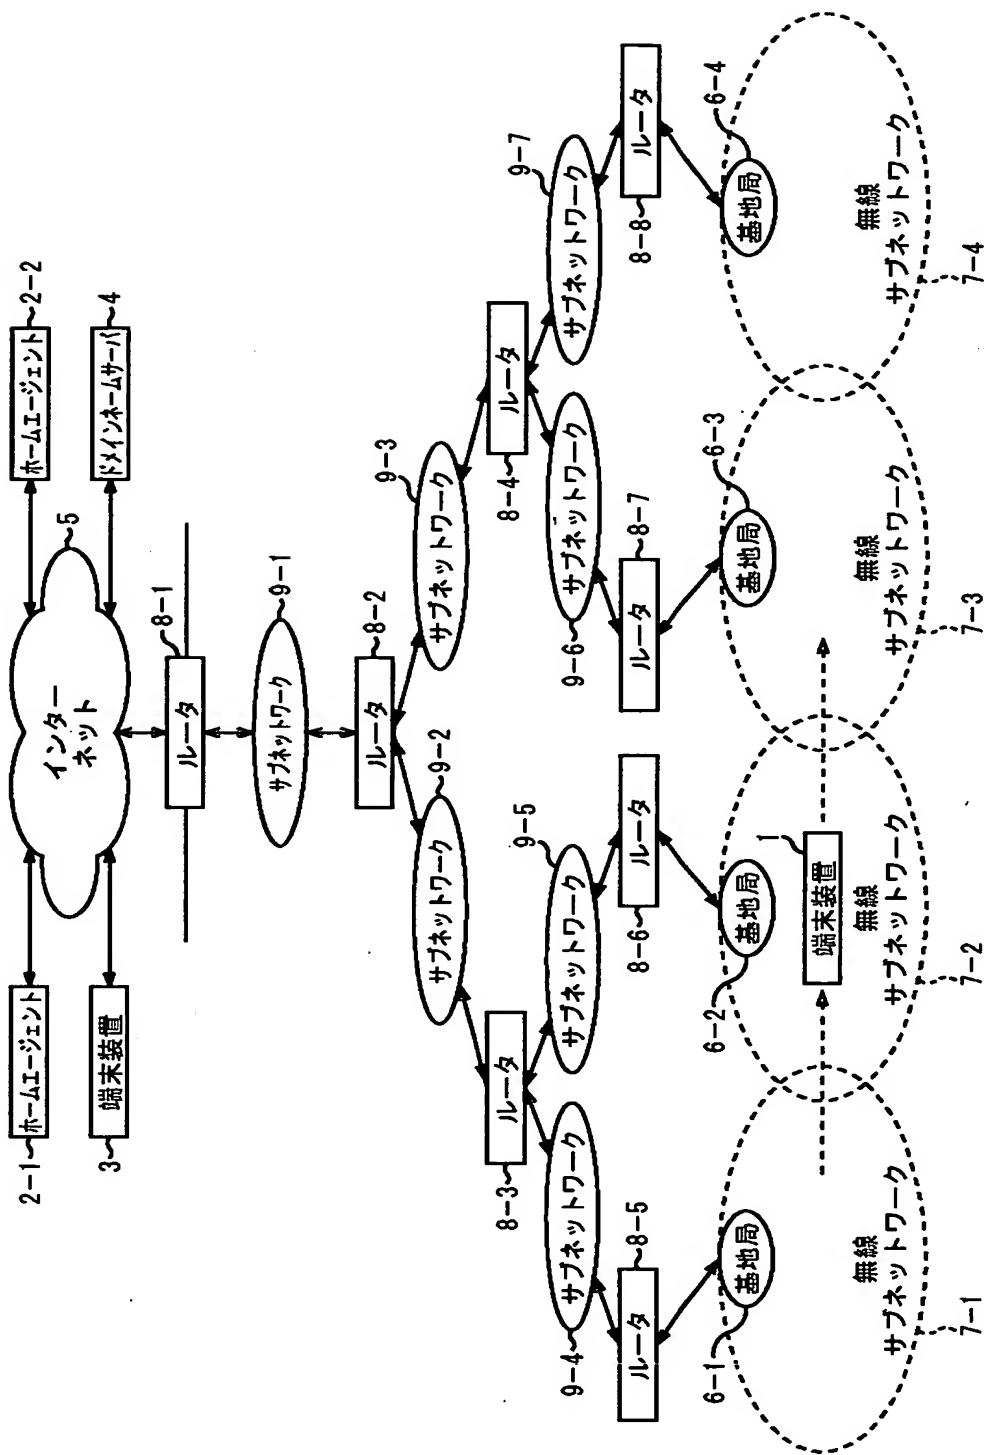 2-1
ホームエージェント
3
端末装置
インター
ネット
5
ホームエージェント
2-2
ドメインネームサーバ
4
ルータ
8-1
サブネットワーク
9-1
ルータ
8-2
サブネットワーク
9-2
サブネットワーク
9-3
8-3
ルータ
8-4
ルータ
9-4
サブネットワーク
サブネットワーク
9-5
9-6
サブネットワーク
サブネットワーク
9-7
ルータ
8-5
8-6
ルータ
ルータ
8-7
8-8
ルータ
6-1
基地局
6-2
基地局
基地局
6-3
基地局
6-4
端末装置
1
無線
サブネットワーク
7-1
無線
サブネットワーク
7-2
無線
サブネットワーク
7-3
無線
サブネットワーク
7-4